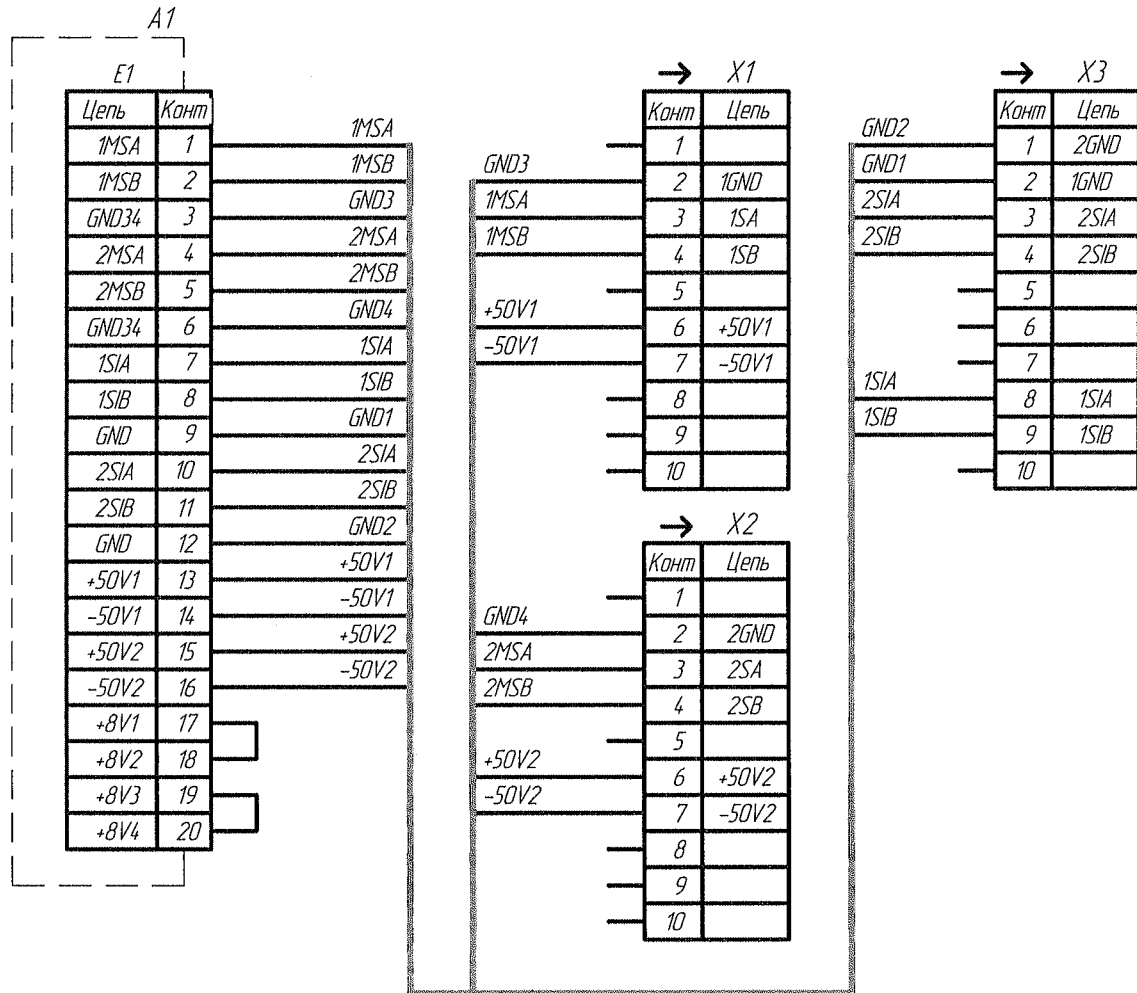 A1
E1
Цепь Конт
1MSA 1
1MSB 2
GND34 3
2MSA 4
2MSB 5
GND34 6
1SIA 7
1SIB 8
GND 9
2SIA 10
2SIB 11
GND 12
+50V1 13
-50V1 14
+50V2 15
-50V2 16
+8V1 17
+8V2 18
+8V3 19
+8V4 20
1MSA
1MSB
GND3
2MSA
2MSB
GND4
1SIA
1SIB
GND1
2SIA
2SIB
GND2
+50V1
-50V1
+50V2
-50V2
GND3
1MSA
1MSB
+50V1
-50V1
→ X1
Конт Цепь
1
2 1GND
3 1SA
4 1SB
5
6 +50V1
7 -50V1
8
9
10
GND4
2MSA
2MSB
+50V2
-50V2
→ X2
Конт Цепь
1
2 2GND
3 2SA
4 2SB
5
6 +50V2
7 -50V2
8
9
10
GND2
GND1
2SIA
2SIB
1SIA
1SIB
→ X3
Конт Цепь
1 2GND
2 1GND
3 2SIA
4 2SIB
5
6
7
8 1SIA
9 1SIB
10